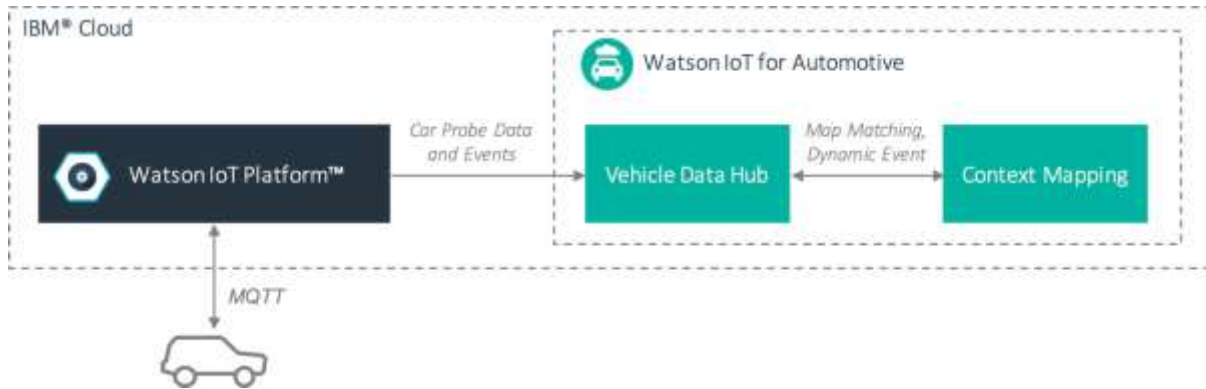 IBM® Cloud
Watson IoT for Automotive
Watson IoT Platform™
Car Probe Data
and Events
Vehicle Data Hub
Map Matching,
Dynamic Event
Context Mapping
MQTT